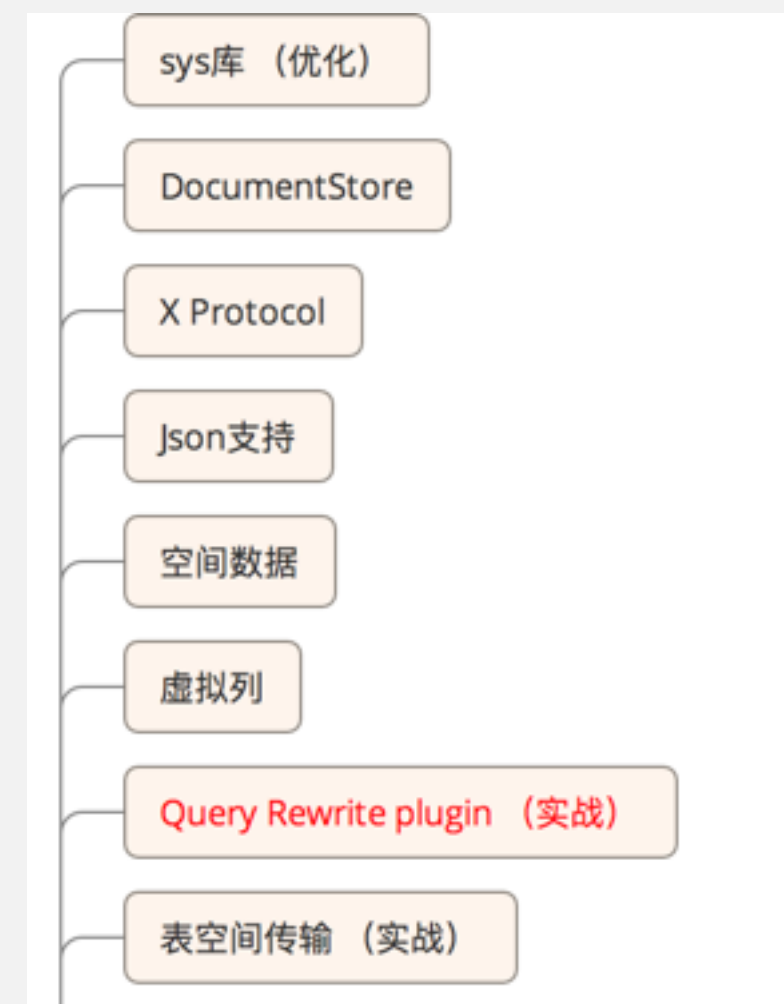 sys库 （优化）
DocumentStore
X Protocol
Json支持
空间数据
虚拟列
Query Rewrite plugin （实战）
表空间传输 （实战）